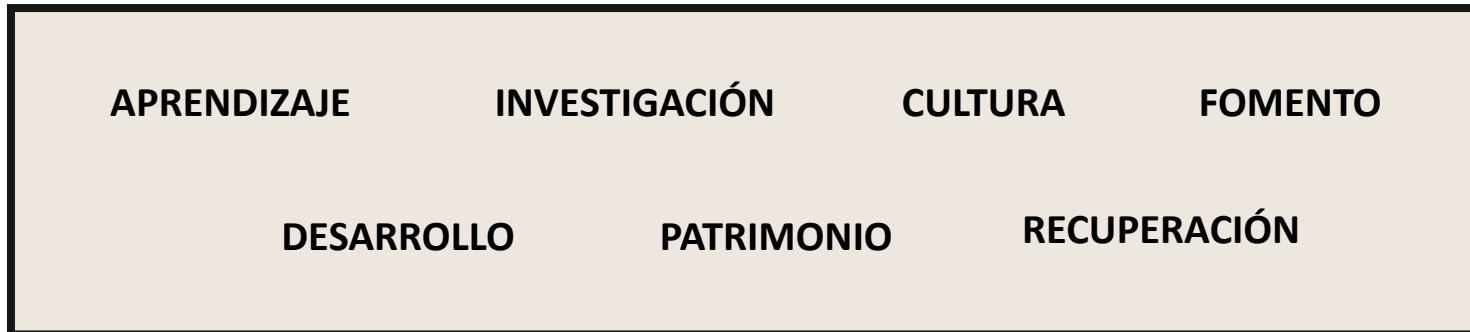 APRENDIZAJE INVESTIGACIÓN CULTURA FOMENTO
DESARROLLO PATRIMONIO RECUPERACIÓN